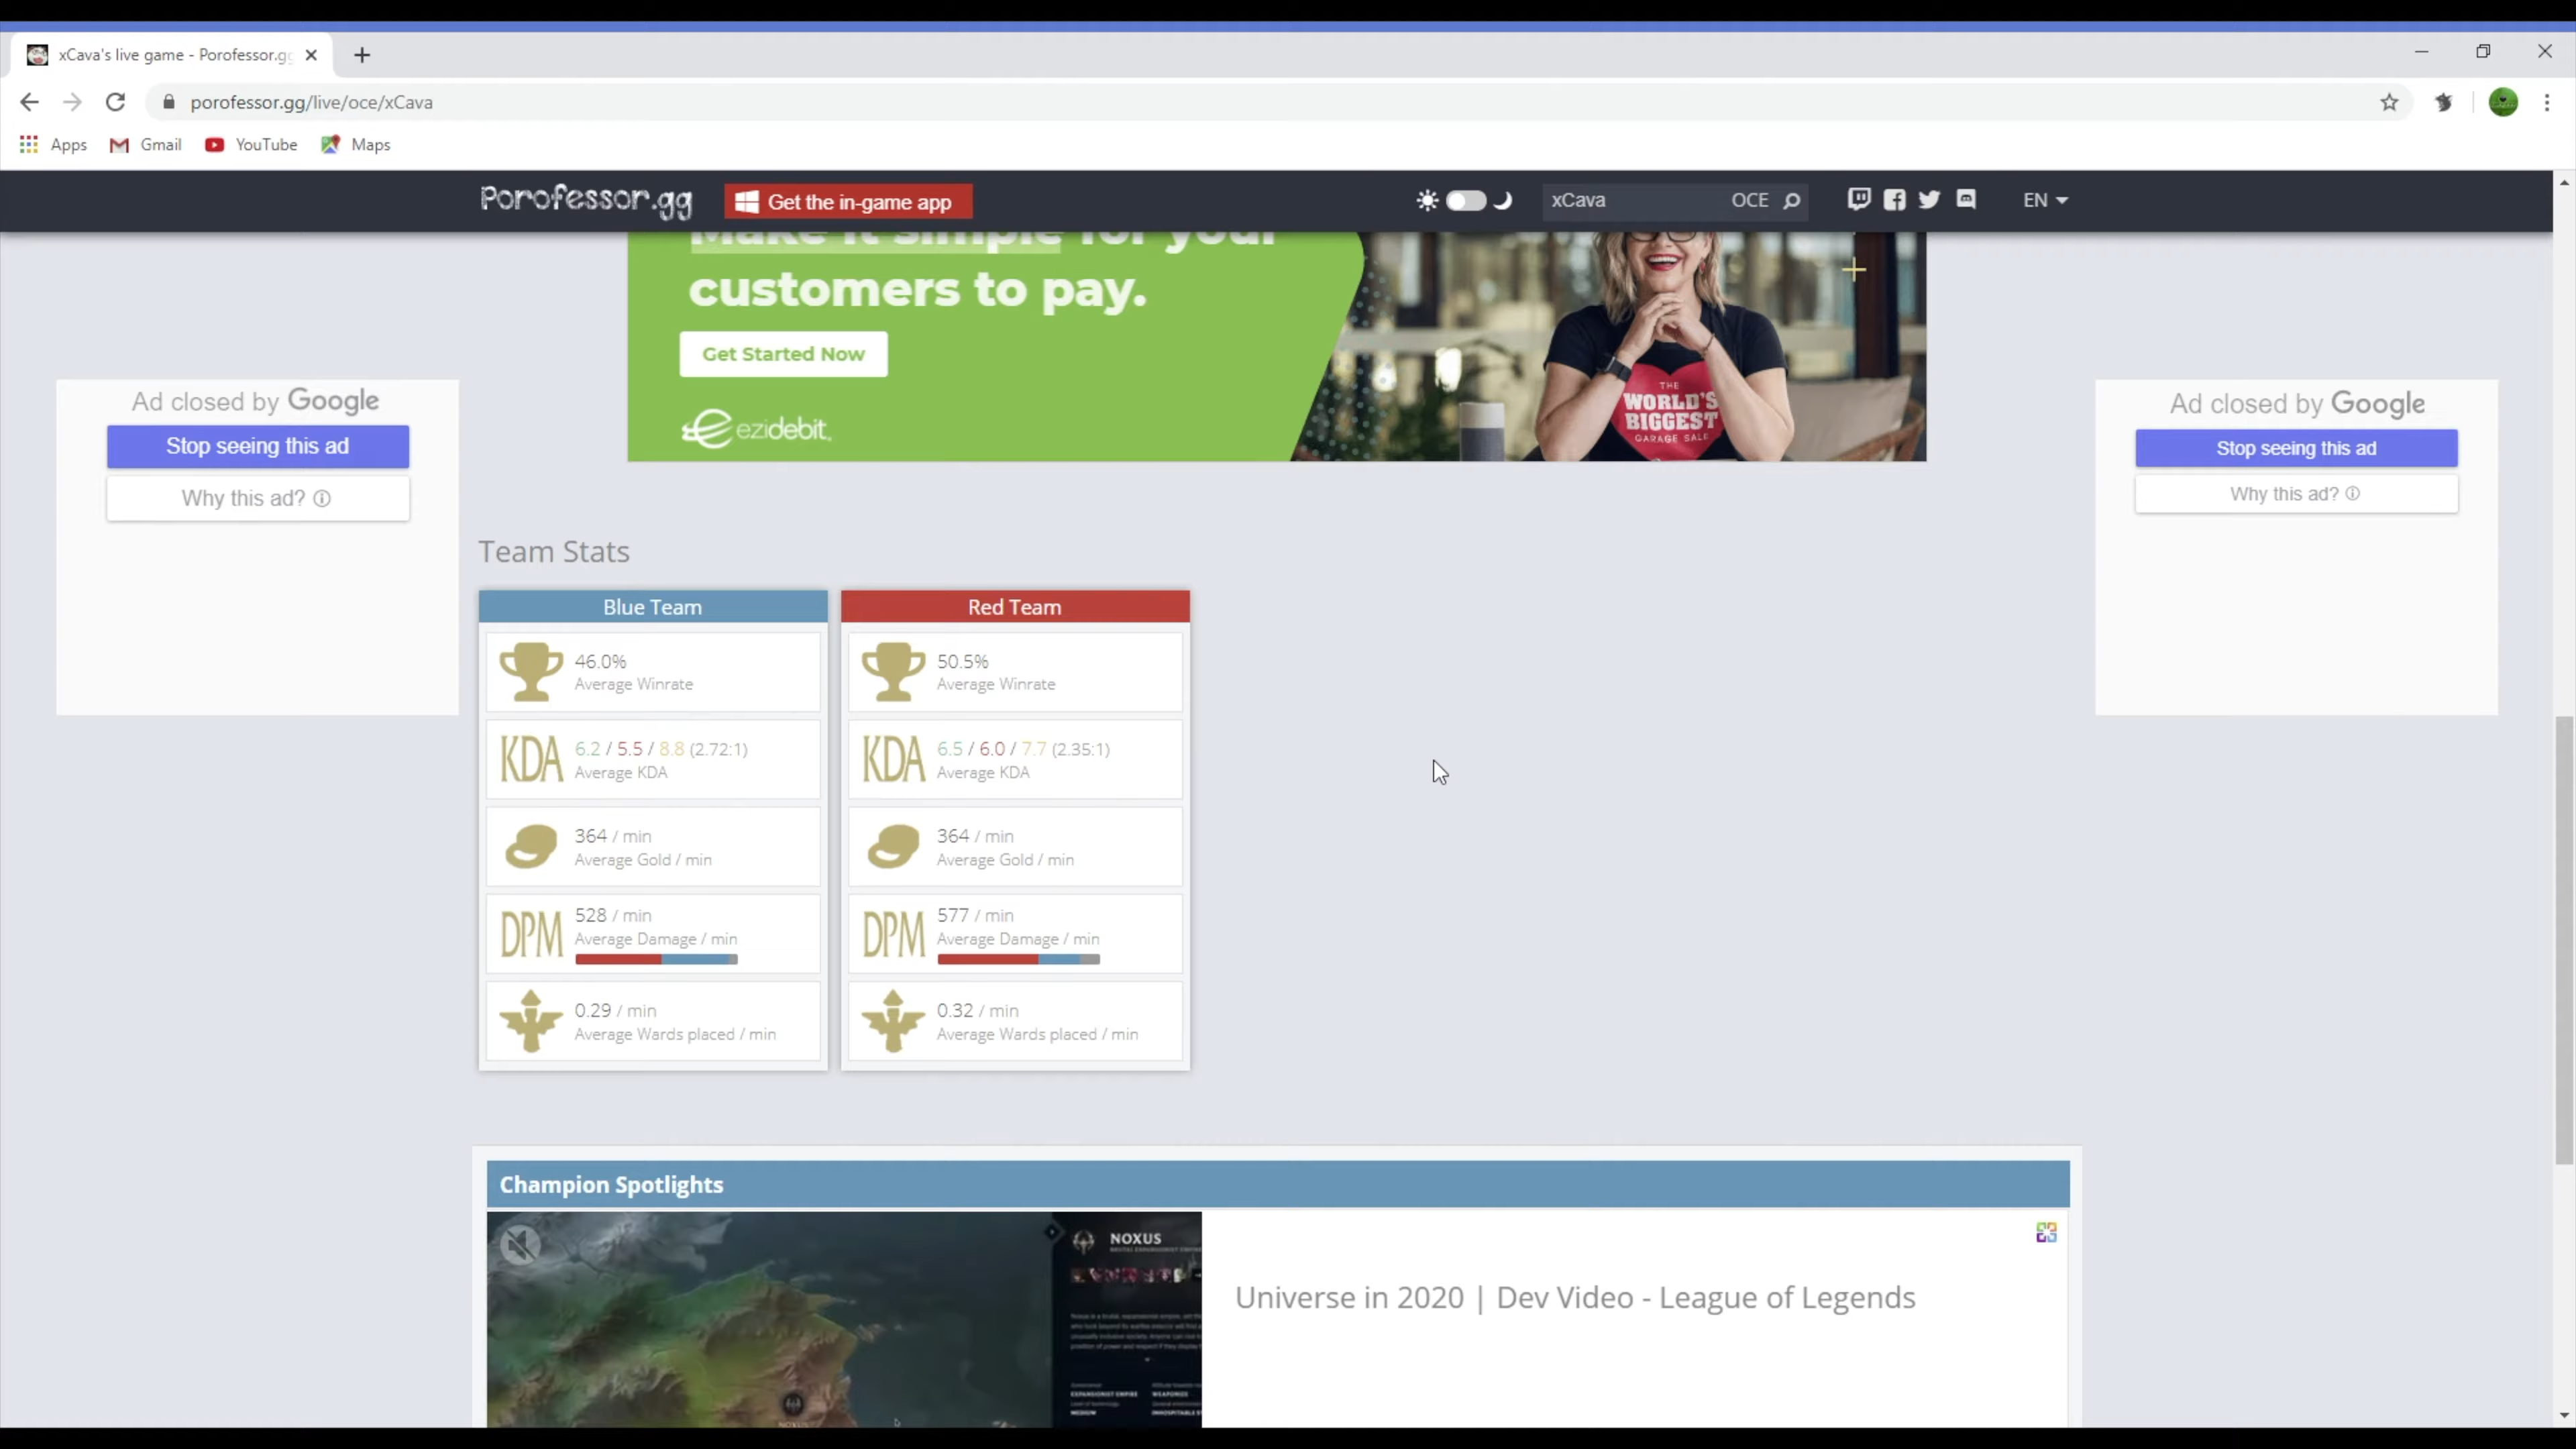 xCava's live game - Porofessor.gg
porofessor.gg/live/oce/xCava
Apps
Gmail
YouTube
Maps
Porofessor.gg
Get the in-game app
xCava
OCE
EN
Make it simple for your
customers to pay.
Get Started Now
ezidebit.
THE
WORLD'S
BIGGEST
GARAGE SALE
Ad closed by Google
Stop seeing this ad
Why this ad?
Ad closed by Google
Stop seeing this ad
Why this ad?
Team Stats
Blue Team
46.0%
Average Winrate
KDA
6.2 / 5.5 / 8.8 (2.72:1)
Average KDA
364 / min
Average Gold / min
DPM
528 / min
Average Damage / min
0.29 / min
Average Wards placed / min
Red Team
50.5%
Average Winrate
KDA
6.5 / 6.0 / 7.7 (2.35:1)
Average KDA
364 / min
Average Gold / min
DPM
577 / min
Average Damage / min
0.32 / min
Average Wards placed / min
Champion Spotlights
NOXUS
Universe in 2020 | Dev Video - League of Legends